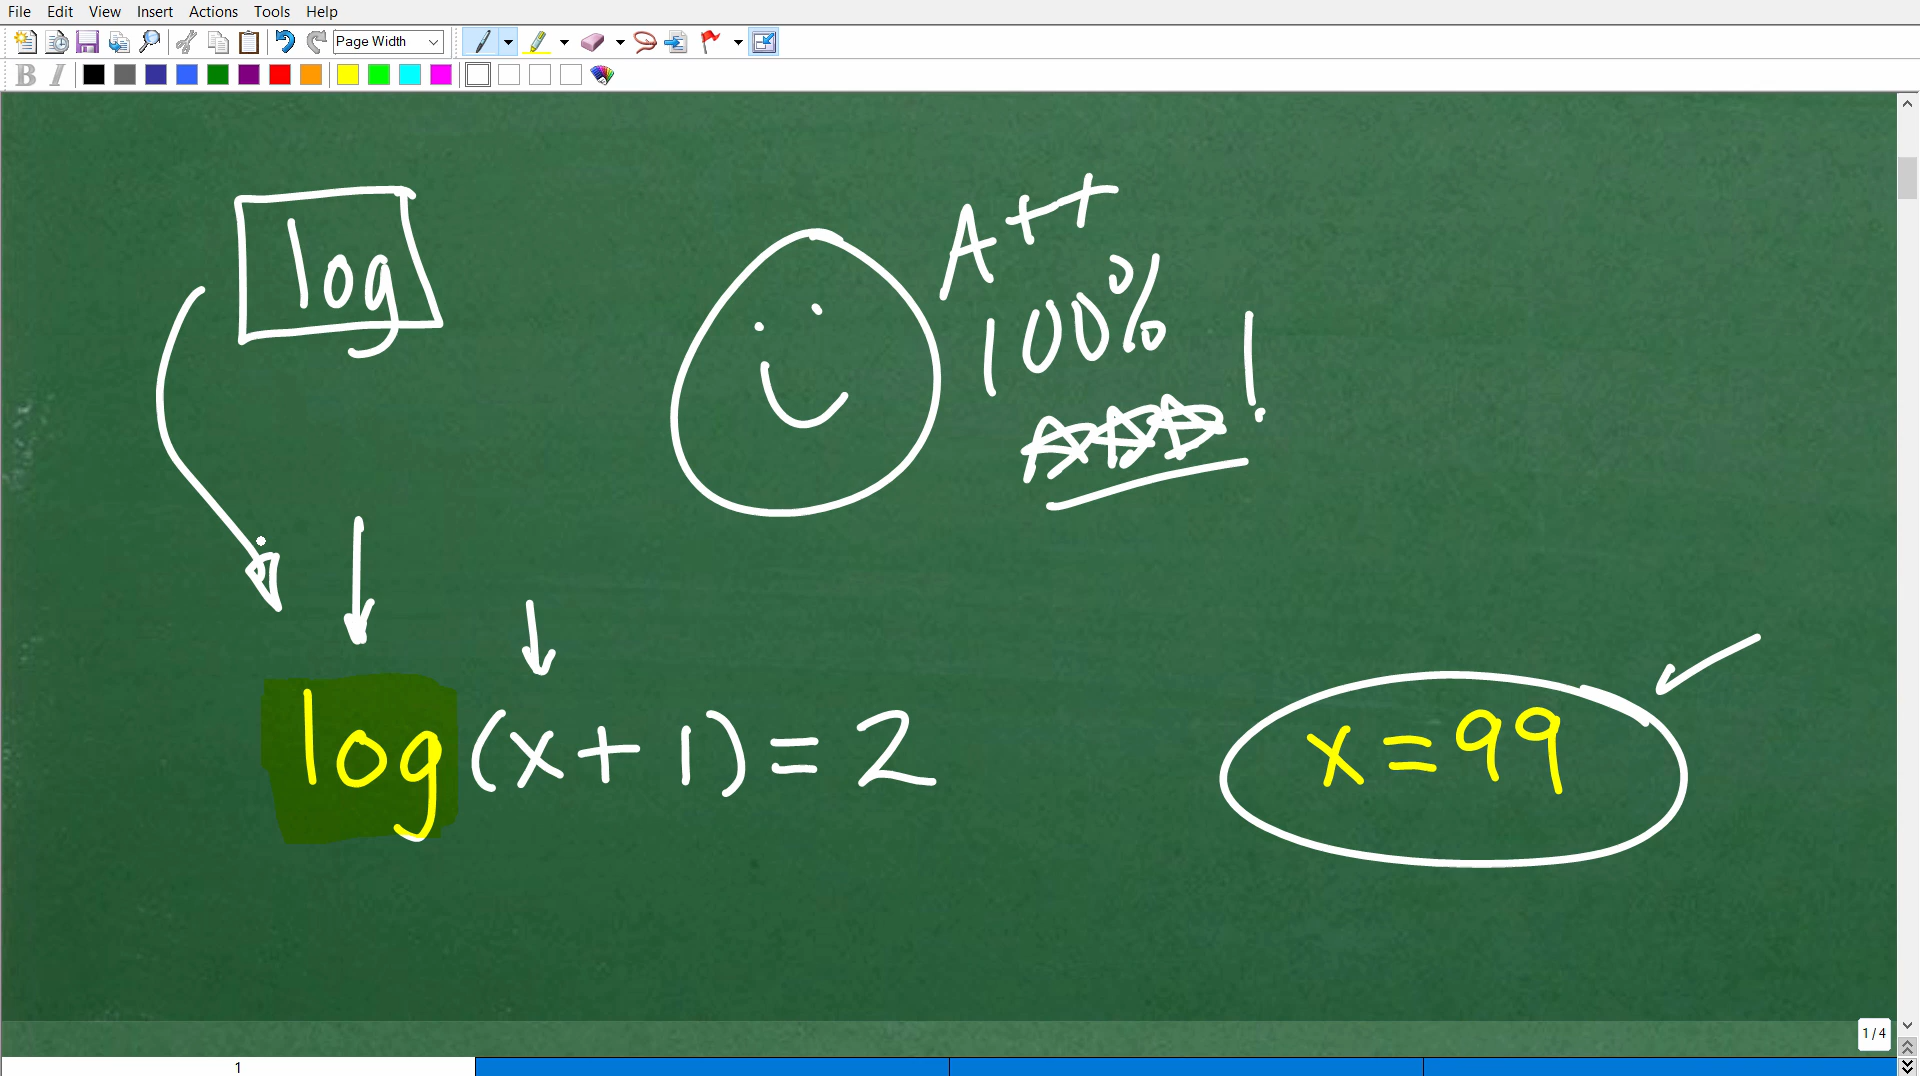 File Edit View Insert Actions Tools Help
Page Width
B I
log
A++
100%
!
log(x+1)=2
x=99
1/4
1